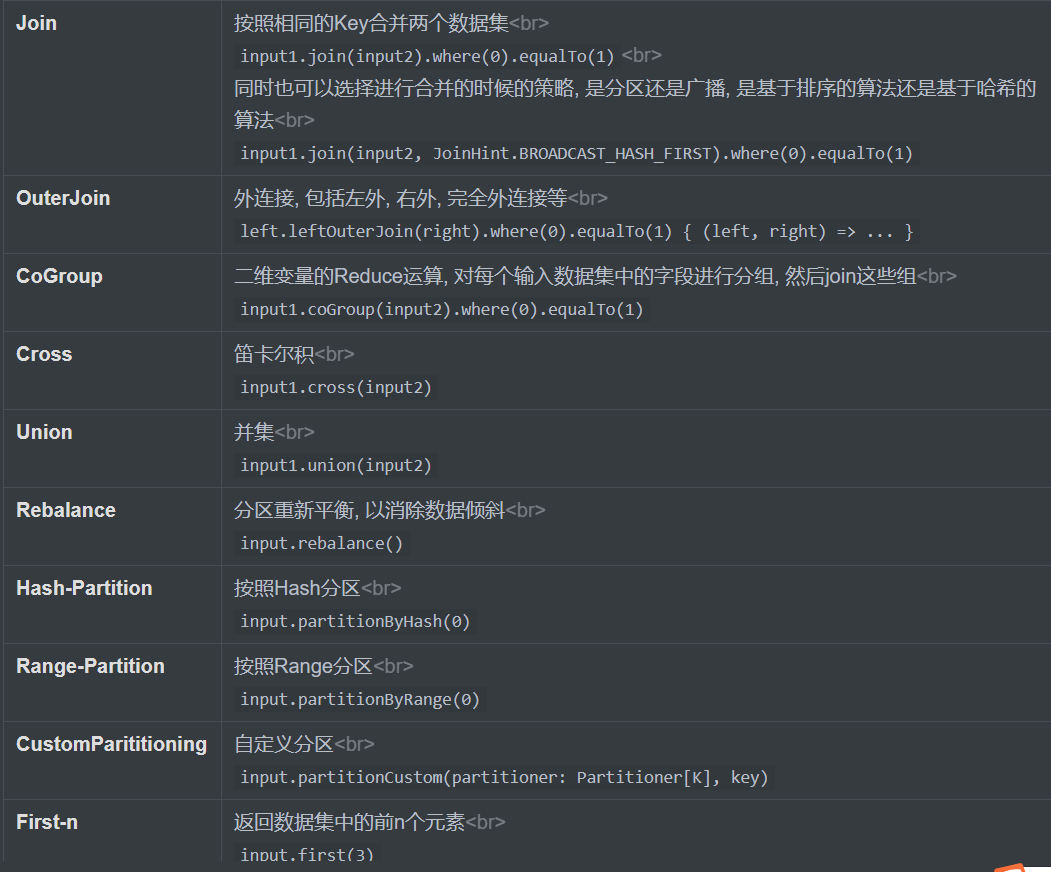 Join
按照相同的Key合并两个数据集<br>
input1.join(input2).where(0).equalTo(1) <br>
同时也可以选择进行合并的时候的策略, 是分区还是广播, 是基于排序的算法还是基于哈希的
算法<br>
input1.join(input2, JoinHint.BROADCAST_HASH_FIRST).where(0).equalTo(1)
OuterJoin
外连接, 包括左外, 右外, 完全外连接等<br>
left.leftOuterJoin(right).where(0).equalTo(1) { (left, right) => ... }
CoGroup
二维变量的Reduce运算, 对每个输入数据集中的字段进行分组, 然后join这些组<br>
input1.coGroup(input2).where(0).equalTo(1)
Cross
笛卡尔积<br>
input1.cross(input2)
Union
并集<br>
input1.union(input2)
Rebalance
分区重新平衡, 以消除数据倾斜<br>
input.rebalance()
Hash-Partition
按照Hash分区<br>
input.partitionByHash(0)
Range-Partition
按照Range分区<br>
input.partitionByRange(0)
CustomParititioning
自定义分区<br>
input.partitionCustom(partitioner: Partitioner[K], key)
First-n
返回数据集中的前n个元素<br>
input.first(3)